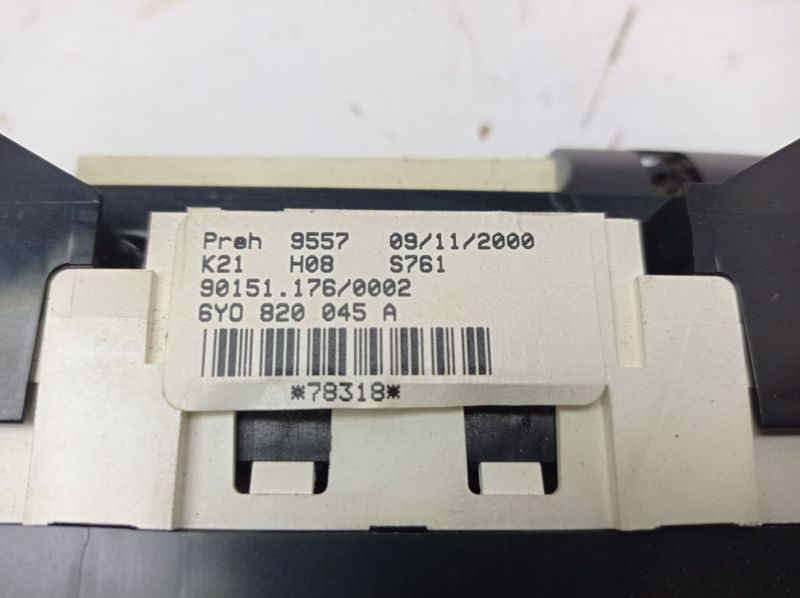 Preh 9557 09/11/2000
K21 H08 S761
90151.176/0002
6Y0 820 045 A
*78318*